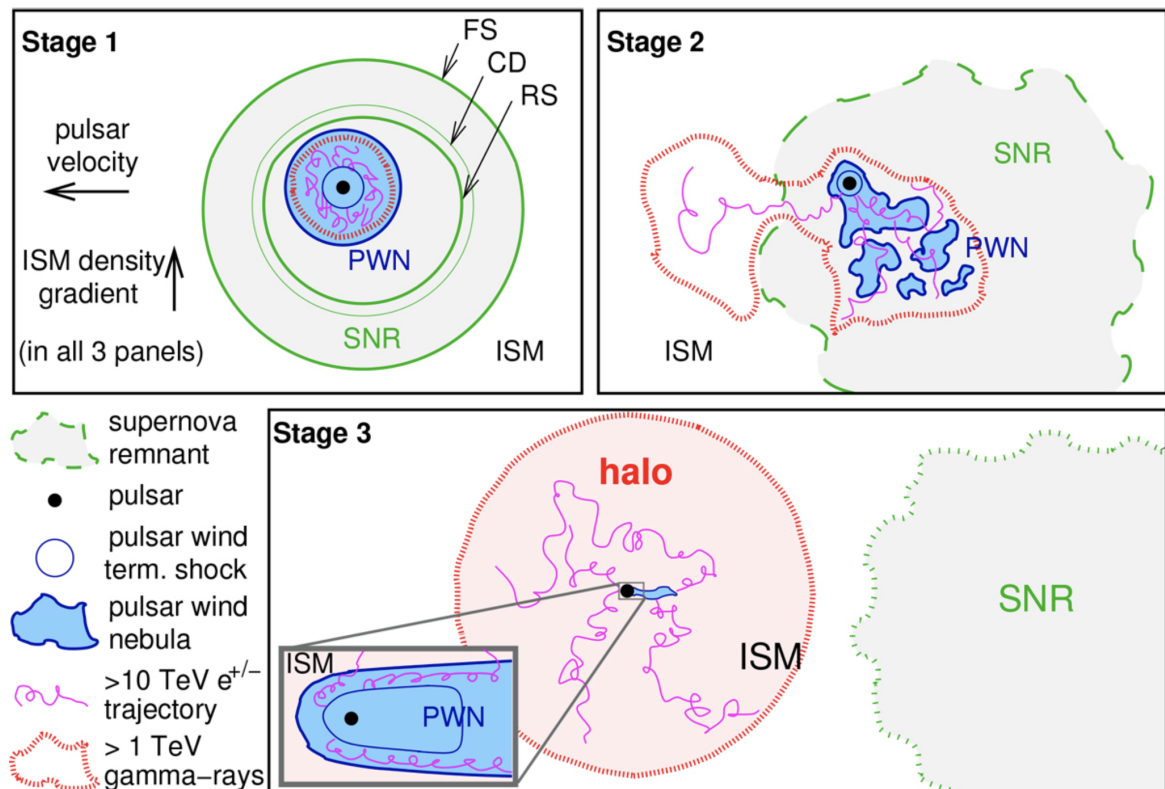 Stage 1
FS
CD
RS
pulsar
velocity
ISM density
gradient
(in all 3 panels)
PWN
SNR
ISM
Stage 2
SNR
PWN
ISM
supernova
remnant
pulsar
pulsar wind
term. shock
pulsar wind
nebula
>10 TeV e+/−
trajectory
> 1 TeV
gamma−rays
Stage 3
halo
ISM
SNR
ISM
PWN